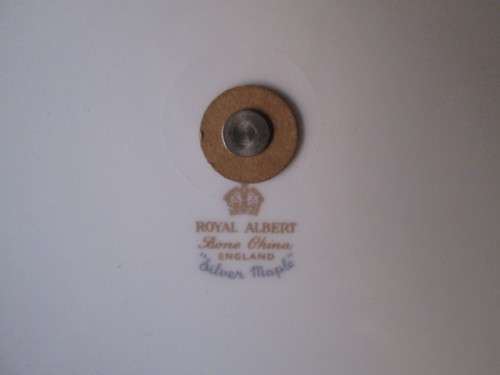 ROYAL ALBERT
Bone China
ENGLAND
"Silver Maple"